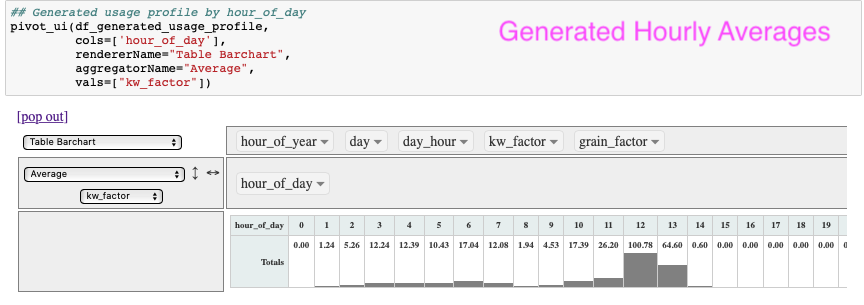 ## Generated usage profile by hour_of_day
pivot_ui(df_generated_usage_profile,
cols=['hour_of_day'],
rendererName="Table Barchart",
aggregatorName="Average",
vals=["kw_factor"])
Generated Hourly Averages
[pop out]
Table Barchart
hour_of_year day day_hour kw_factor grain_factor
Average
kw_factor
hour_of_day
hour_of_day 0 1 2 3 4 5 6 7 8 9 10 11 12 13 14 15 16 17 18 19
Totals 0.00 1.24 5.26 12.24 12.39 10.43 17.04 12.08 1.94 4.53 17.39 26.20 100.78 64.60 0.60 0.00 0.00 0.00 0.00 0.00